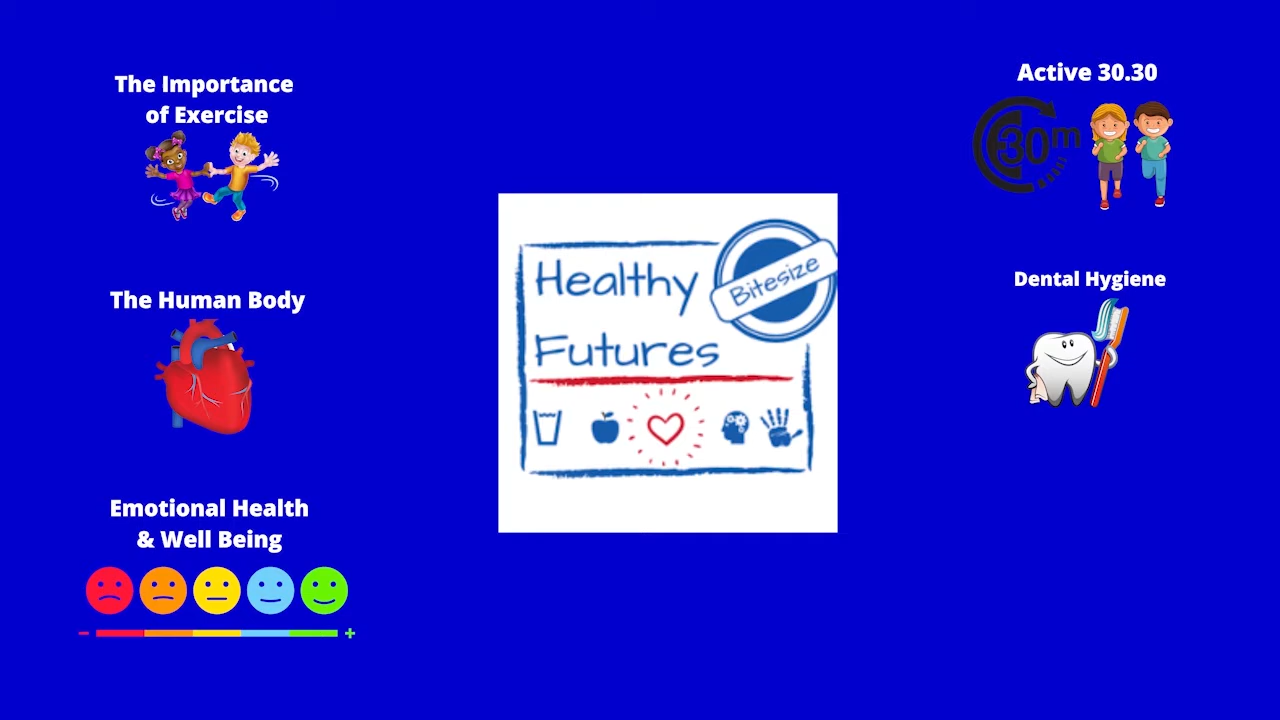 The Importance
of Exercise
The Human Body
Emotional Health
& Well Being
- +
Healthy
Futures
Bitesize
Active 30.30
30m
Dental Hygiene